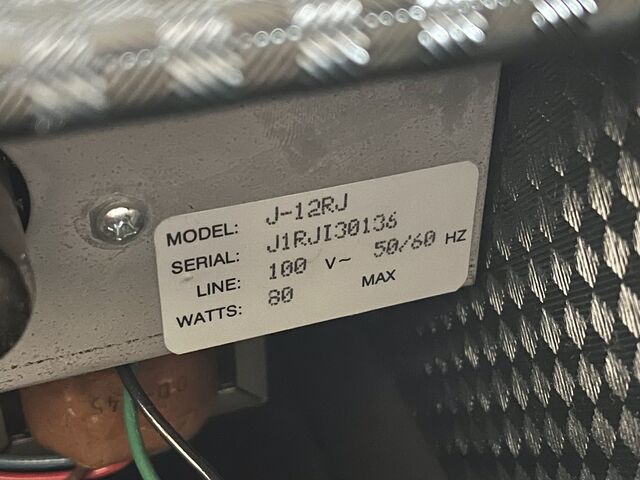 MODEL: J-12RJ
SERIAL: J1RJI30136
LINE: 100 V~ 50/60 HZ
WATTS: 80 MAX